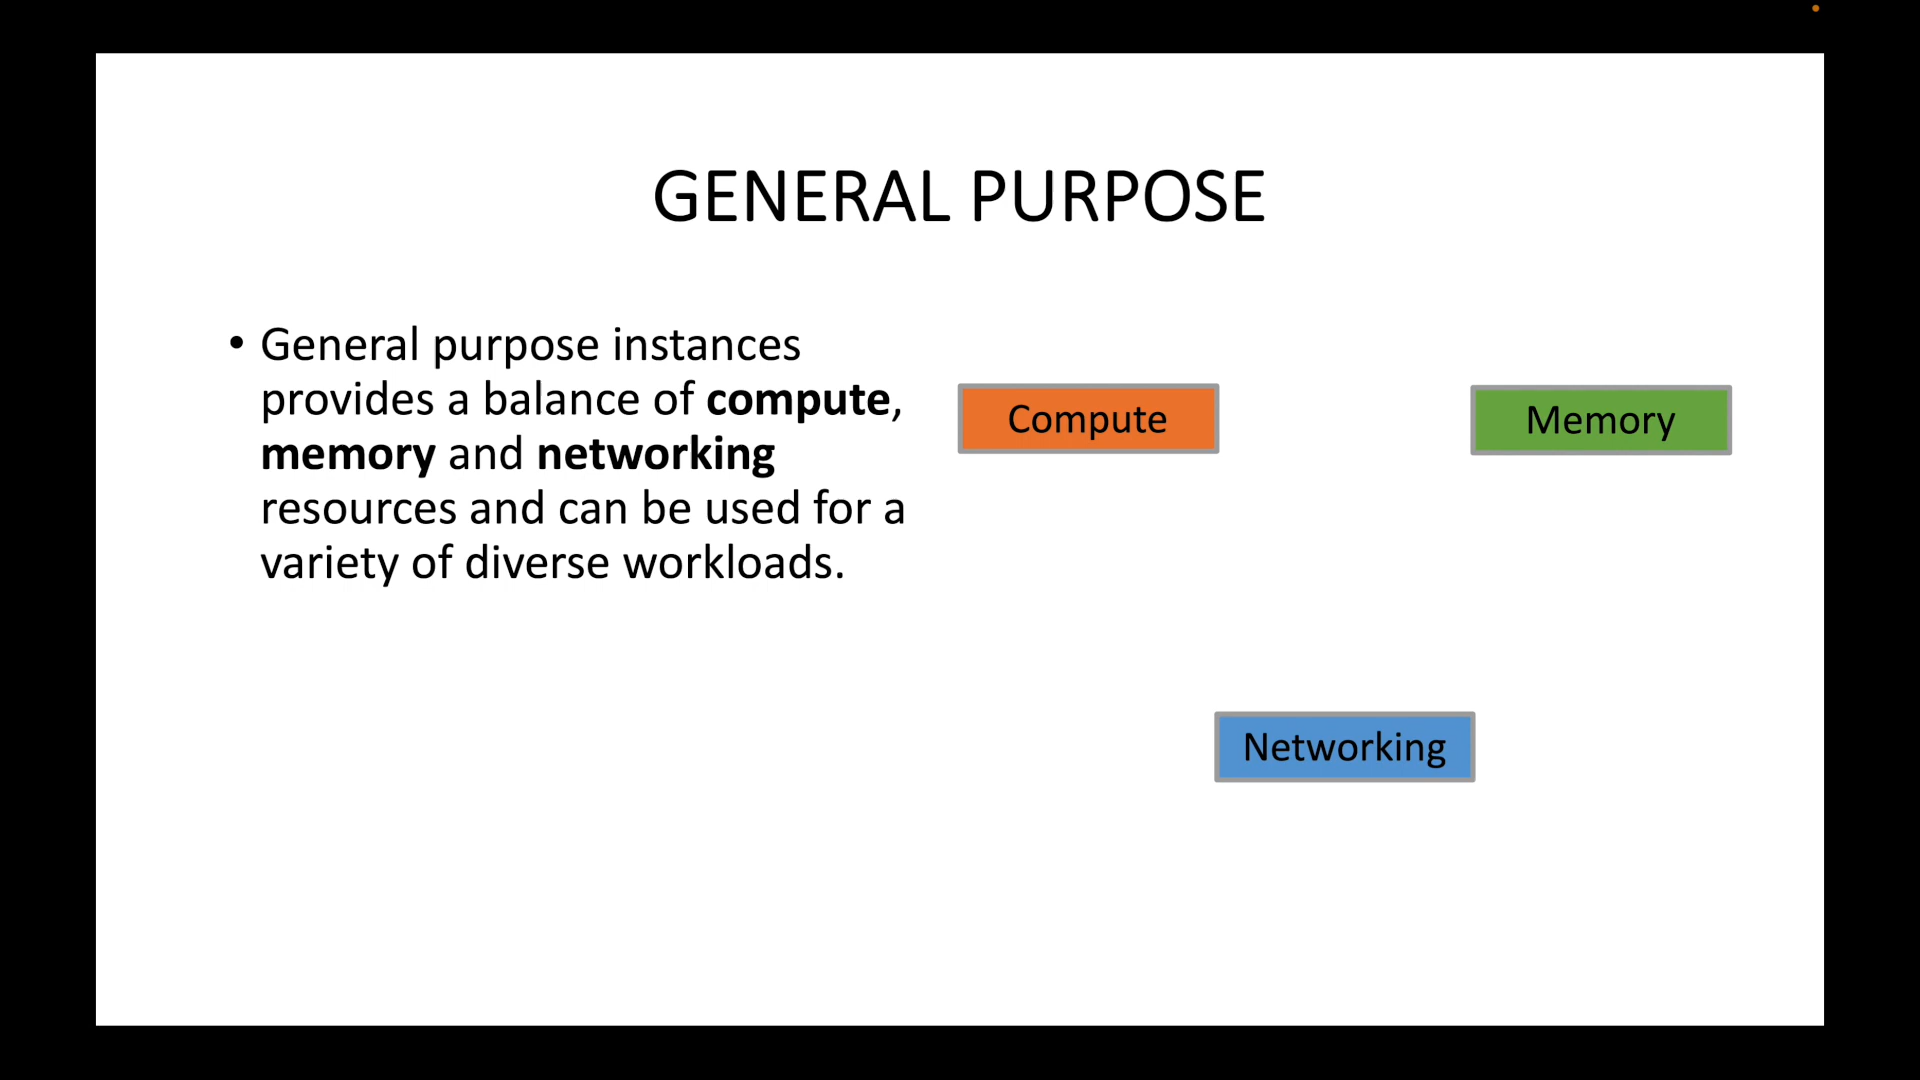 GENERAL PURPOSE
• General purpose instances
provides a balance of compute,
memory and networking
resources and can be used for a
variety of diverse workloads.
Compute
Memory
Networking